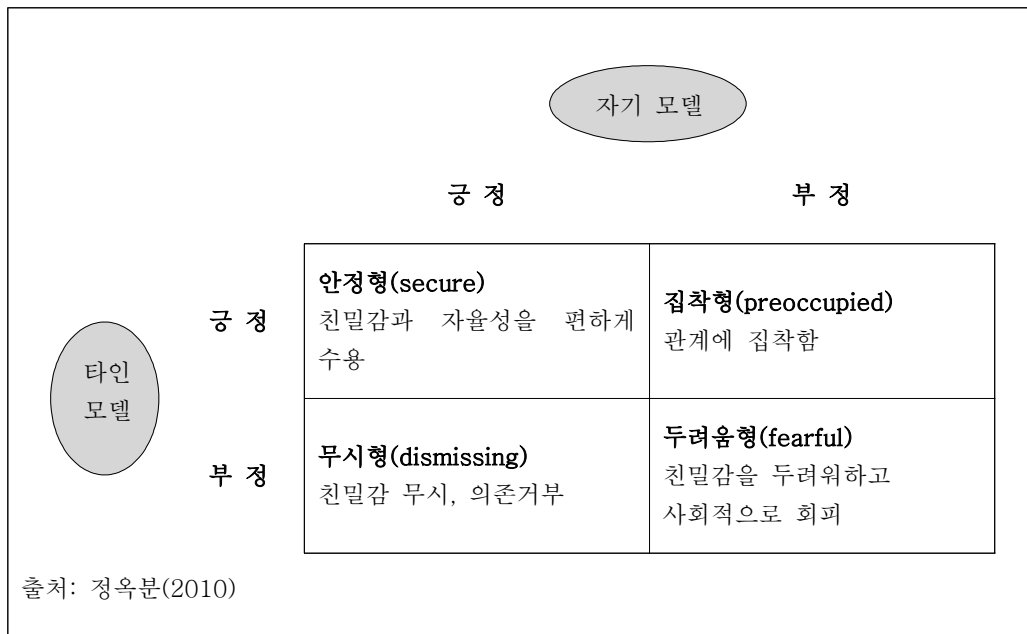 자기 모델
긍 정 부 정
타인
모델
긍 정
안정형(secure)
친밀감과 자율성을 편하게
수용
집착형(preoccupied)
관계에 집착함
부 정
무시형(dismissing)
친밀감 무시, 의존거부
두려움형(fearful)
친밀감을 두려워하고
사회적으로 회피
출처: 정옥분(2010)